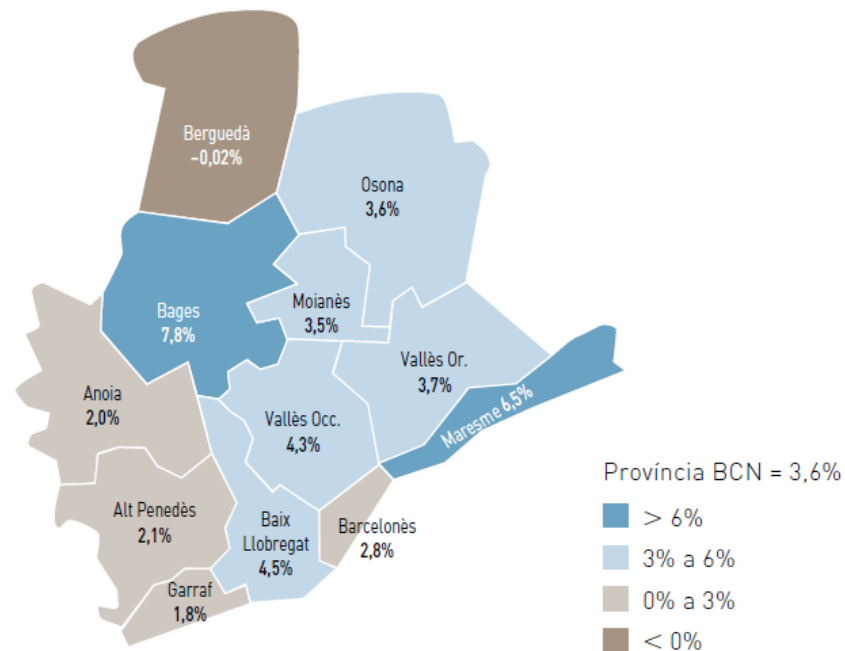 Berguedà
–0,02%
Osona
3,6%
Bages
7,8%
Moianès
3,5%
Vallès Or.
3,7%
Maresme 6,5%
Anoia
2,0%
Vallès Occ.
4,3%
Alt Penedès
2,1%
Baix
Llobregat
4,5%
Barcelonès
2,8%
Garraf
1,8%
Província BCN = 3,6%
> 6%
3% a 6%
0% a 3%
< 0%